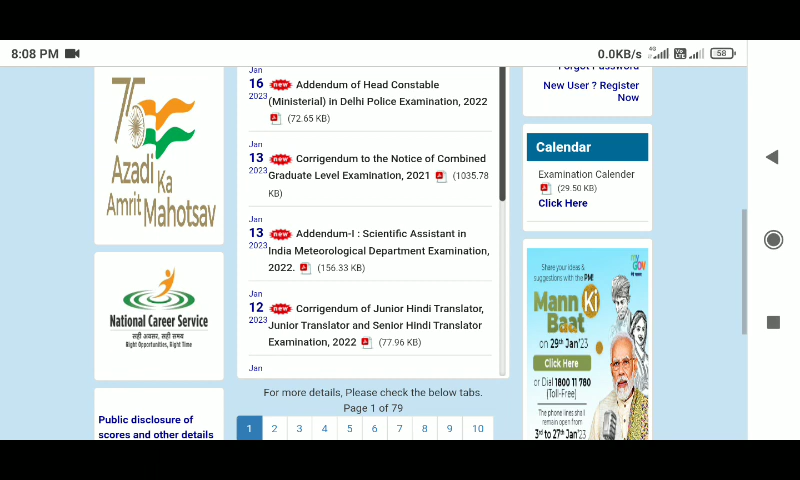 8:08 PM
0.0KB/s 4G VoLTE 58
75
Azadi Ka
Amrit Mahotsav
National Career Service
सही अवसर, सही समय
Right Opportunities, Right Time
Public disclosure of
scores and other details
Jan
16
2023
new Addendum of Head Constable
(Ministerial) in Delhi Police Examination, 2022
(72.65 KB)
Jan
13
2023
new Corrigendum to the Notice of Combined
Graduate Level Examination, 2021 (1035.78
KB)
Jan
13
2023
new Addendum-I : Scientific Assistant in
India Meteorological Department Examination,
2022. (156.33 KB)
Jan
12
2023
new Corrigendum of Junior Hindi Translator,
Junior Translator and Senior Hindi Translator
Examination, 2022 (77.96 KB)
Jan
For more details, Please check the below tabs.
Page 1 of 79
1 2 3 4 5 6 7 8 9 10
Forgot Password
New User ? Register
Now
Calendar
Examination Calender
(29.50 KB)
Click Here
my
GOV
Share your ideas &
suggestions with the PM!
Mann Ki
Baat
on 29th Jan'23
Click Here
or Dial 1800 11 7800
(Toll-Free)
The phone lines shall
remain open from
3rd to 27th Jan'23